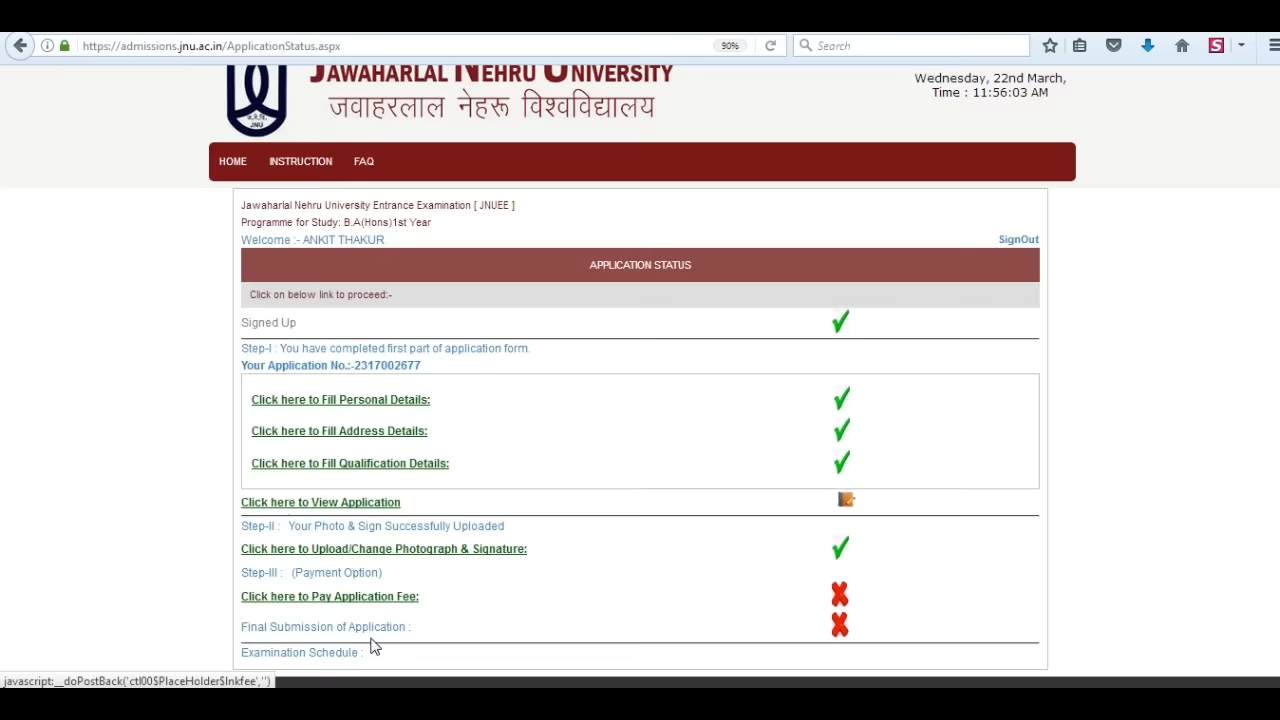 https://admissions.jnu.ac.in/ApplicationStatus.aspx
90%
Search
S
JAWAHARLAL NEHRU UNIVERSITY
जवाहरलाल नेहरू विश्वविद्यालय
जे.एन.यू.
JNU
Wednesday, 22nd March,
Time : 11:56:03 AM
HOME INSTRUCTION FAQ
Jawaharlal Nehru University Entrance Examination [ JNUEE ]
Programme for Study: B.A(Hons)1st Year
Welcome :- ANKIT THAKUR
SignOut
APPLICATION STATUS
Click on below link to proceed:-
Signed Up
Step-I : You have completed first part of application form.
Your Application No.:-2317002677
Click here to Fill Personal Details:
Click here to Fill Address Details:
Click here to Fill Qualification Details:
Click here to View Application
Step-II : Your Photo & Sign Successfully Uploaded
Click here to Upload/Change Photograph & Signature:
Step-III : (Payment Option)
Click here to Pay Application Fee:
Final Submission of Application :
Examination Schedule :
javascript:__doPostBack('ctl00$PlaceHolder$lnkfee','')